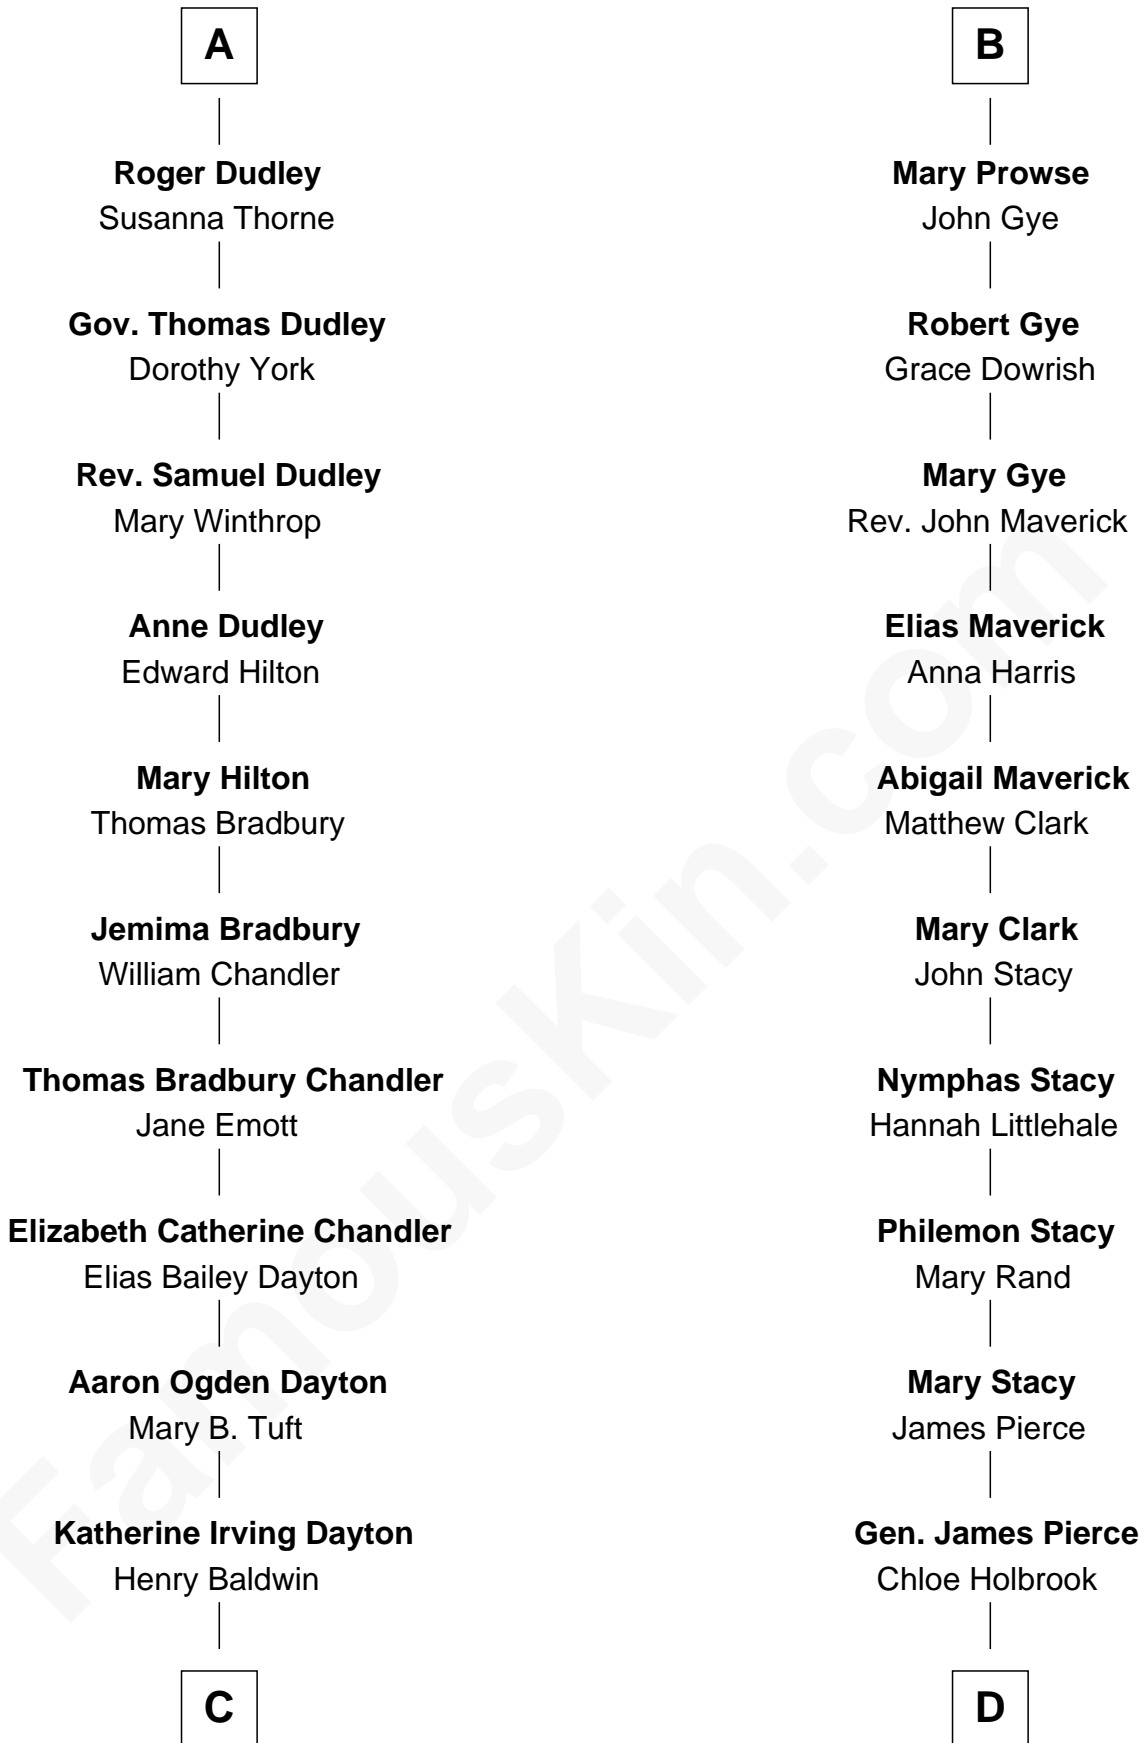 A
Roger Dudley
Susanna Thorne
Gov. Thomas Dudley
Dorothy York
Rev. Samuel Dudley
Mary Winthrop
Anne Dudley
Edward Hilton
Mary Hilton
Thomas Bradbury
Jemima Bradbury
William Chandler
Thomas Bradbury Chandler
Jane Emott
Elizabeth Catherine Chandler
Elias Bailey Dayton
Aaron Ogden Dayton
Mary B. Tuft
Katherine Irving Dayton
Henry Baldwin
C
B
Mary Prowse
John Gye
Robert Gye
Grace Dowrish
Mary Gye
Rev. John Maverick
Elias Maverick
Anna Harris
Abigail Maverick
Matthew Clark
Mary Clark
John Stacy
Nymphas Stacy
Hannah Littlehale
Philemon Stacy
Mary Rand
Mary Stacy
James Pierce
Gen. James Pierce
Chloe Holbrook
D
FamousKin.com